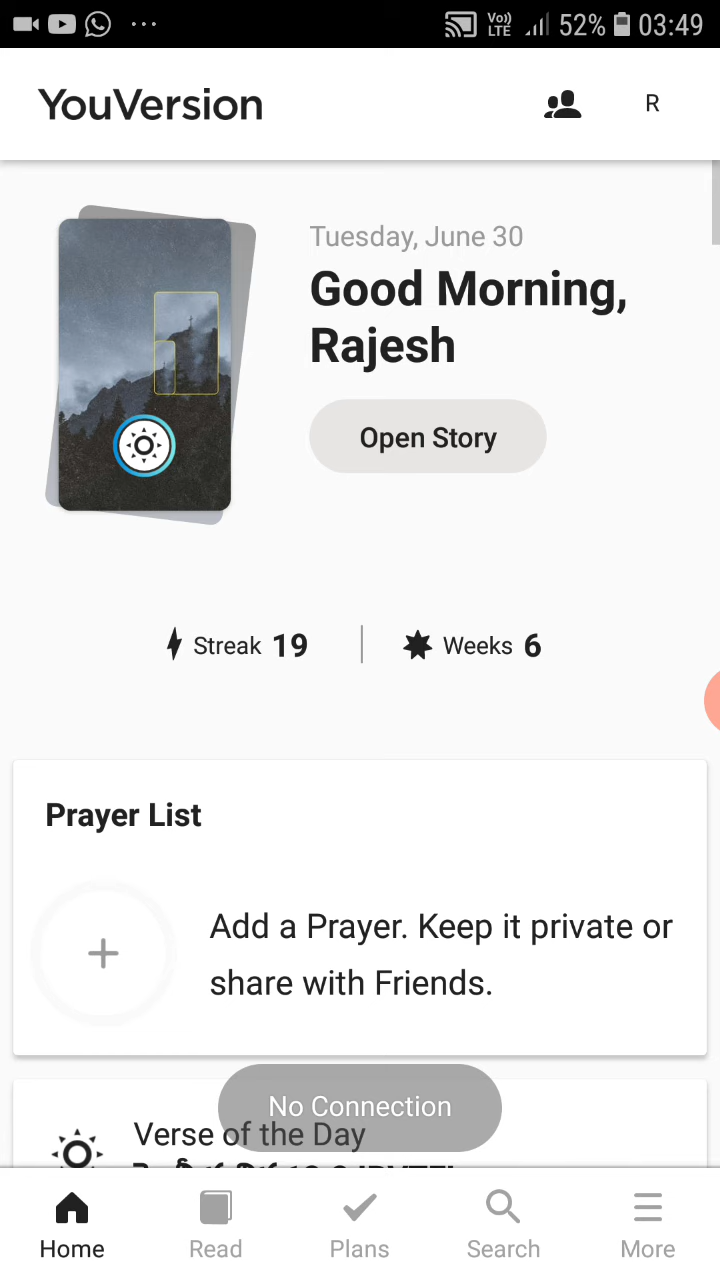 Vo))
LTE
52%
03:49
YouVersion
R
Tuesday, June 30
Good Morning,
Rajesh
Open Story
Streak 19
Weeks 6
Prayer List
Add a Prayer. Keep it private or
share with Friends.
No Connection
Verse of the Day
Home
Read
Plans
Search
More